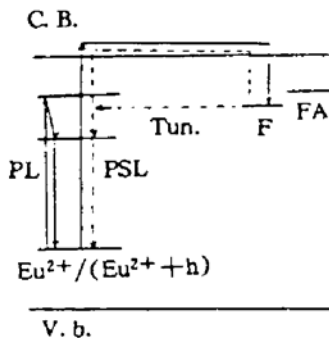 C. B.
Tun.
F
FA
PL
PSL
Eu²⁺/(Eu²⁺+h)
V. b.